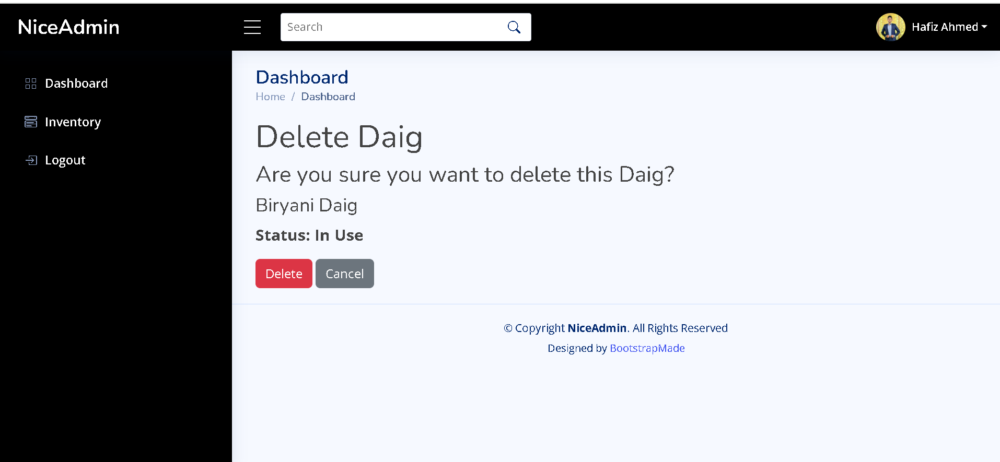 NiceAdmin
Search
Hafiz Ahmed
Dashboard
Inventory
Logout
Dashboard
Home / Dashboard
Delete Daig
Are you sure you want to delete this Daig?
Biryani Daig
Status: In Use
Delete Cancel
© Copyright NiceAdmin. All Rights Reserved
Designed by BootstrapMade